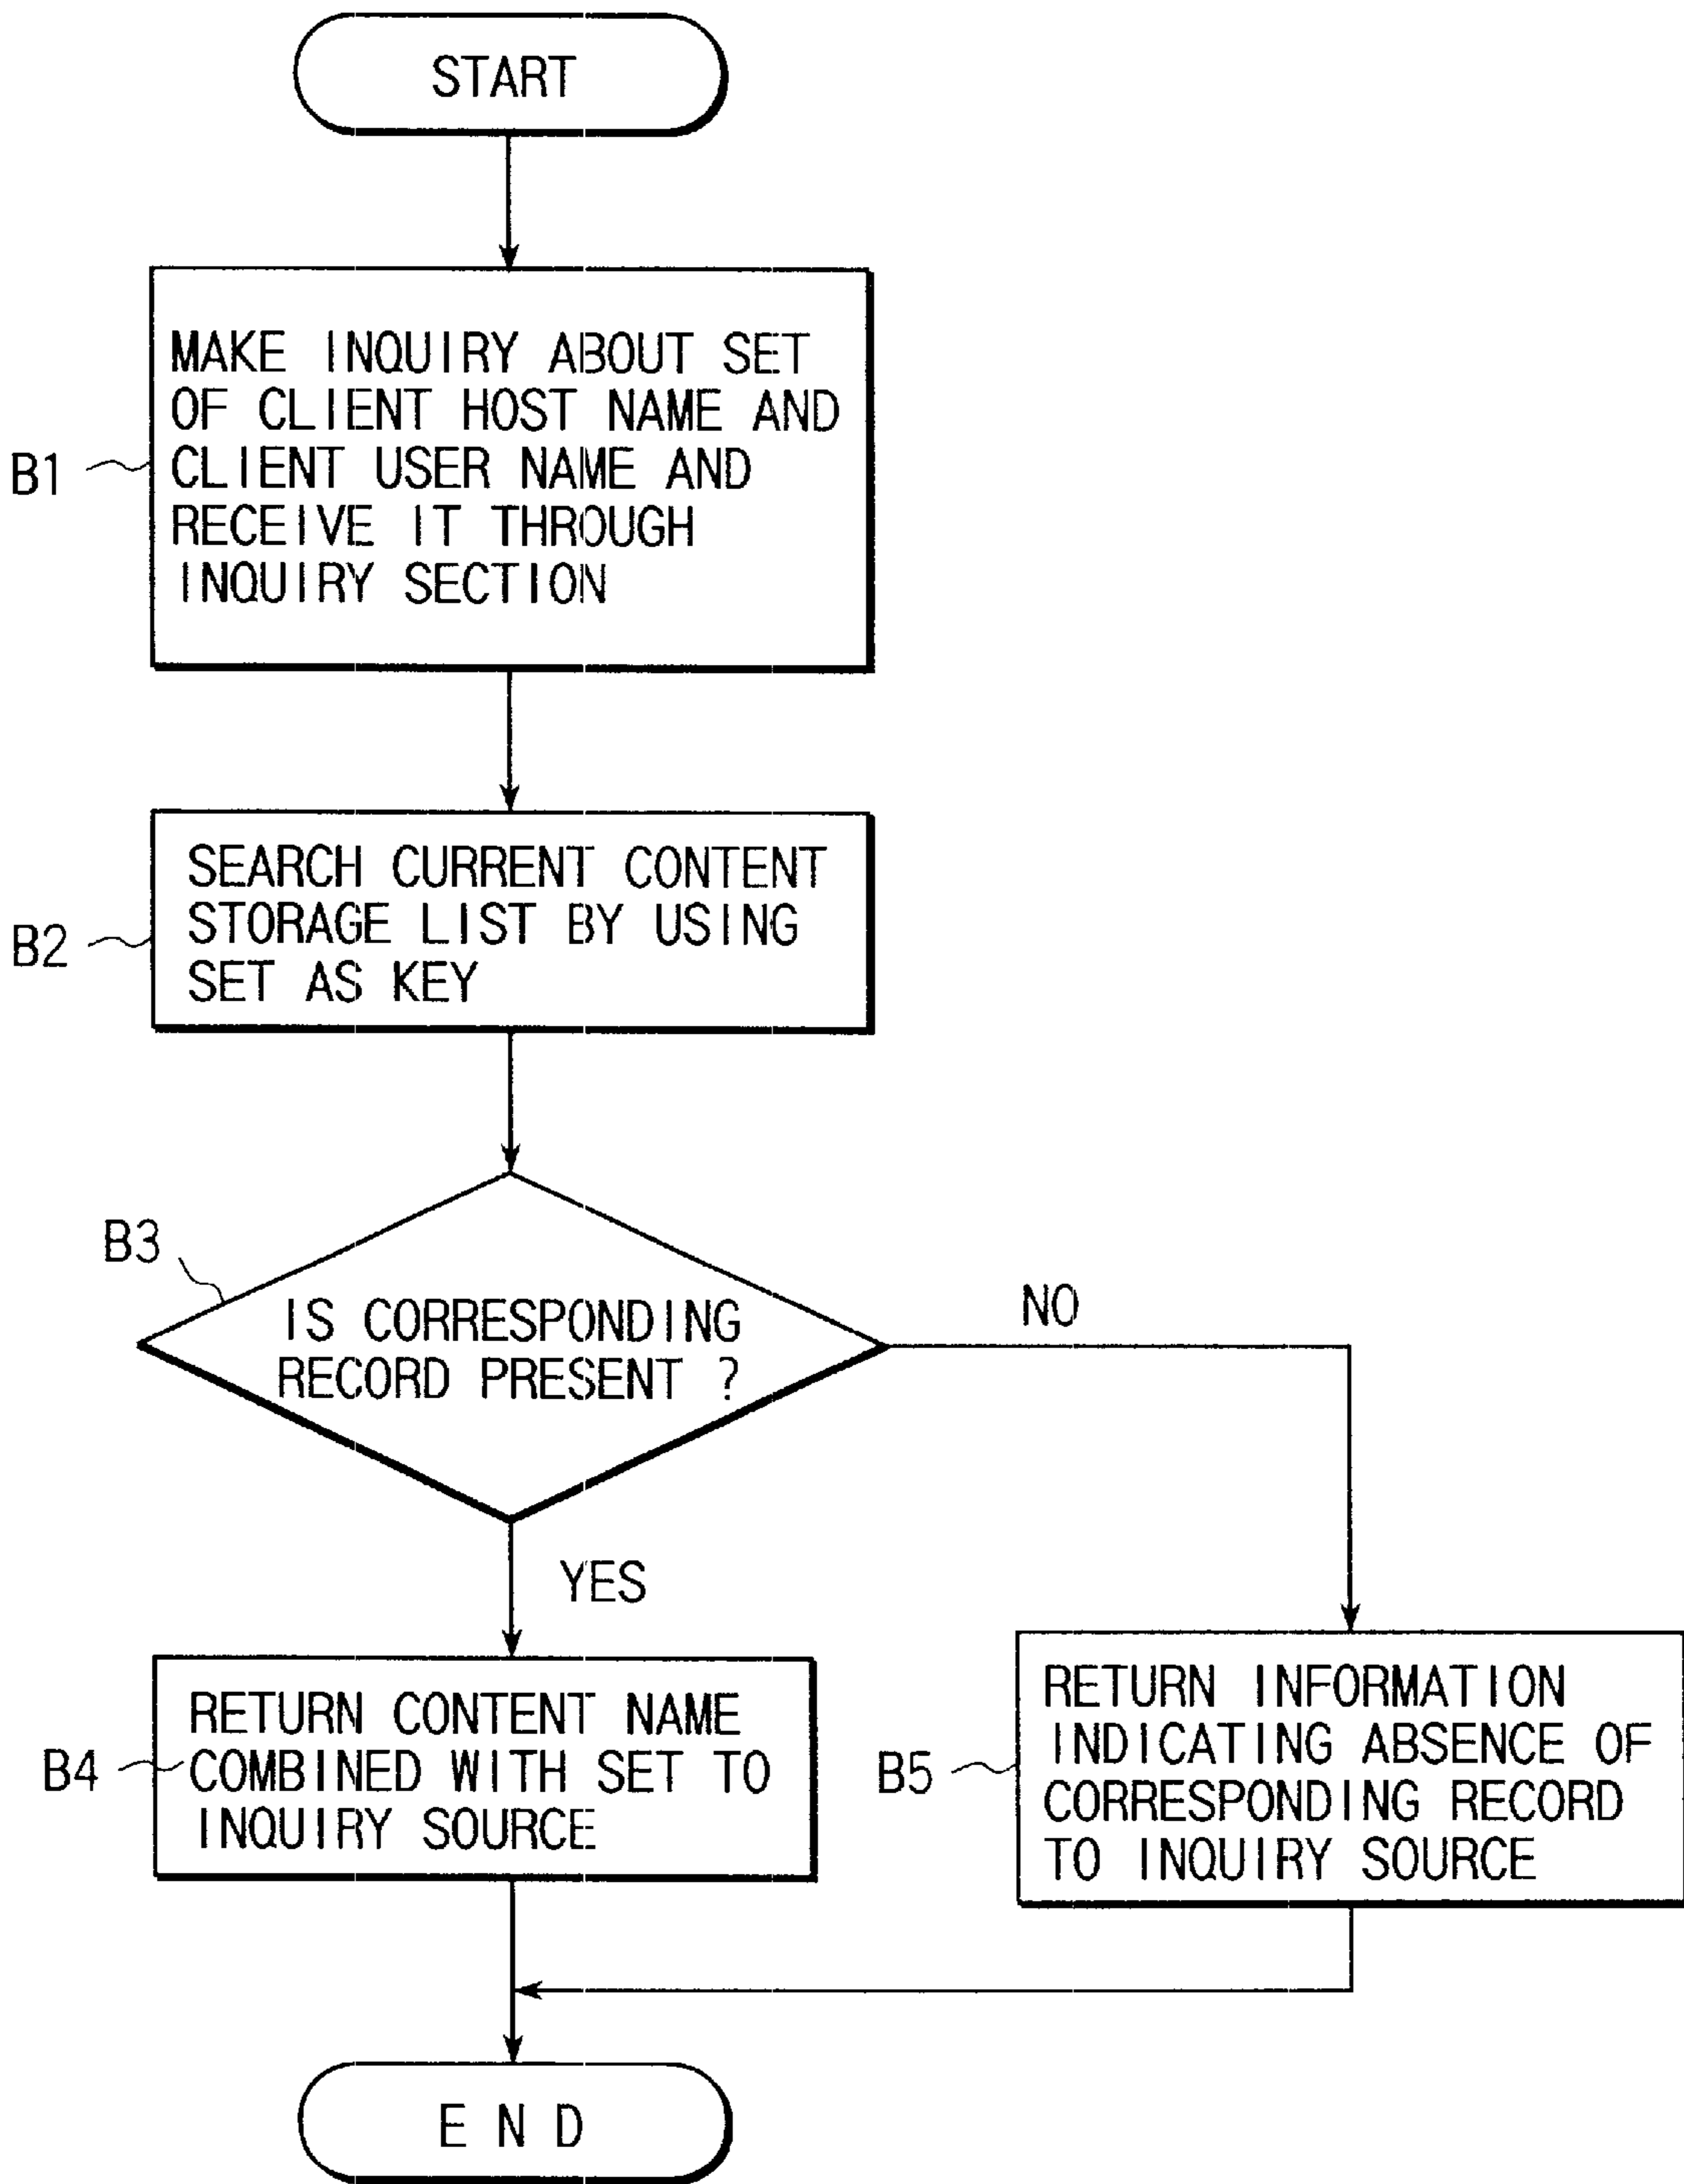 START
MAKE INQUIRY ABOUT SET
OF CLIENT HOST NAME AND
CLIENT USER NAME AND
RECEIVE IT THROUGH
INQUIRY SECTION
B1
SEARCH CURRENT CONTENT
STORAGE LIST BY USING
SET AS KEY
B2
B3
IS CORRESPONDING
RECORD PRESENT ?
NO
YES
RETURN CONTENT NAME
COMBINED WITH SET TO
INQUIRY SOURCE
B4
RETURN INFORMATION
INDICATING ABSENCE OF
CORRESPONDING RECORD
TO INQUIRY SOURCE
B5
END